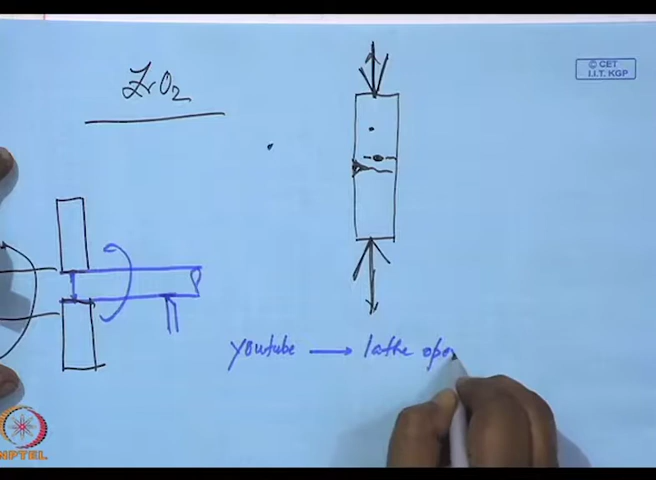 ZrO2
© CET
I.I.T. KGP
youtube → lathe ope
NPTEL